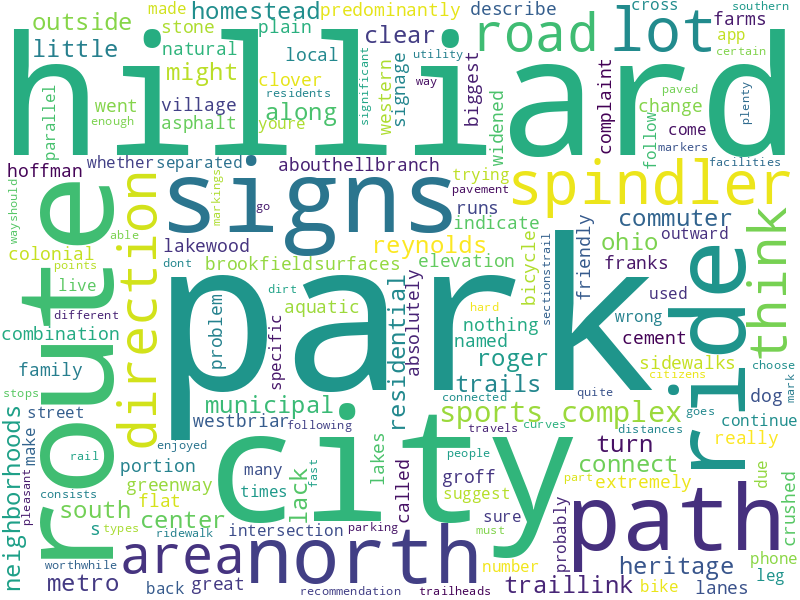 made
predominantly
describe
cross
southern
outside
stone
homestead
plain
clear
road
lot
farms
app
certain
little
natural
local
might
clover
hilliard
parallel
went
village
along
significant
residents
western
signage
utility
way
biggest
widened
complaint
follow
change
come
paved
markers
plenty
enough
asphalt
youre
whether
separated
abouthellbranch
trying
pavement
facilities
hoffman
route
direction
markings
signs
go
runs
spindler
friendly
commuter
outward
wayshould
able
colonial
points
live
different
combination
lakewood
reynolds
indicate
bicycle
ohio
think
brookfieldsurfaces
elevation
franks
dont
dirt
aquatic
park
problem
specific
residential
absolutely
nothing
named
hard
sectionstrail
used
wrong
cement
ride
family
roger
sidewalks
citizens
choose
mark
stops
street
trails
connected
quite
dog
municipal
sports complex
continue
neighborhoods
make
westbriar
following
travels
curves
distances
goes
really
rail
pleasant
enjoyed
portion
many
lack
lakes
city
people
turn
connect
due
consists
greenway
flat
times
fast
called
groff
suggest
extremely
part
crushed
south
center
sure
path
probably
s
types
ridewalk
intersection
parking
must
phone
worthwhile
area
north
number
heritage
leg
metro
back
great
recommendation
trailheads
traillink
bike
lanes